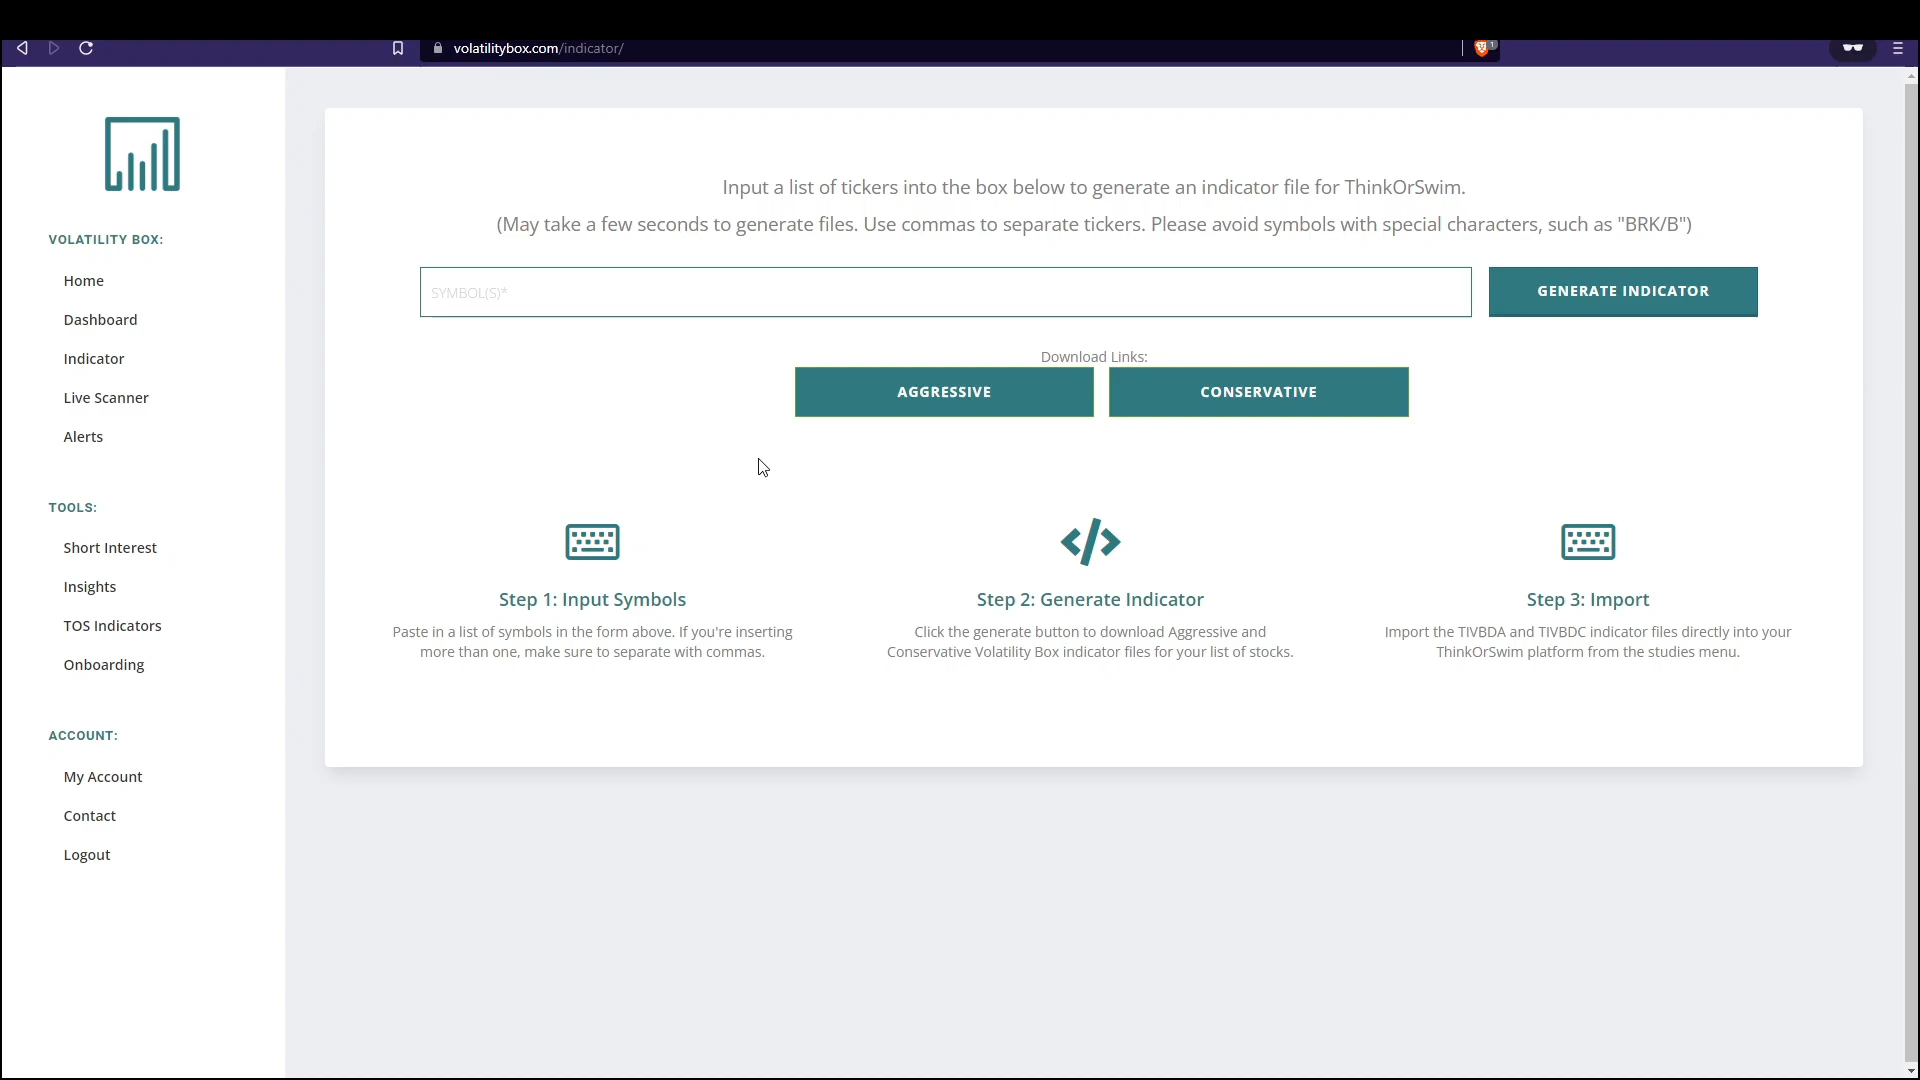 volatilitybox.com/indicator/
1
VOLATILITY BOX:
Home
Dashboard
Indicator
Live Scanner
Alerts
TOOLS:
Short Interest
Insights
TOS Indicators
Onboarding
ACCOUNT:
My Account
Contact
Logout
Input a list of tickers into the box below to generate an indicator file for ThinkOrSwim.
(May take a few seconds to generate files. Use commas to separate tickers. Please avoid symbols with special characters, such as "BRK/B")
SYMBOL(S)*
GENERATE INDICATOR
Download Links:
AGGRESSIVE
CONSERVATIVE
Step 1: Input Symbols
Paste in a list of symbols in the form above. If you're inserting
more than one, make sure to separate with commas.
Step 2: Generate Indicator
Click the generate button to download Aggressive and
Conservative Volatility Box indicator files for your list of stocks.
Step 3: Import
Import the TIVBDA and TIVBDC indicator files directly into your
ThinkOrSwim platform from the studies menu.